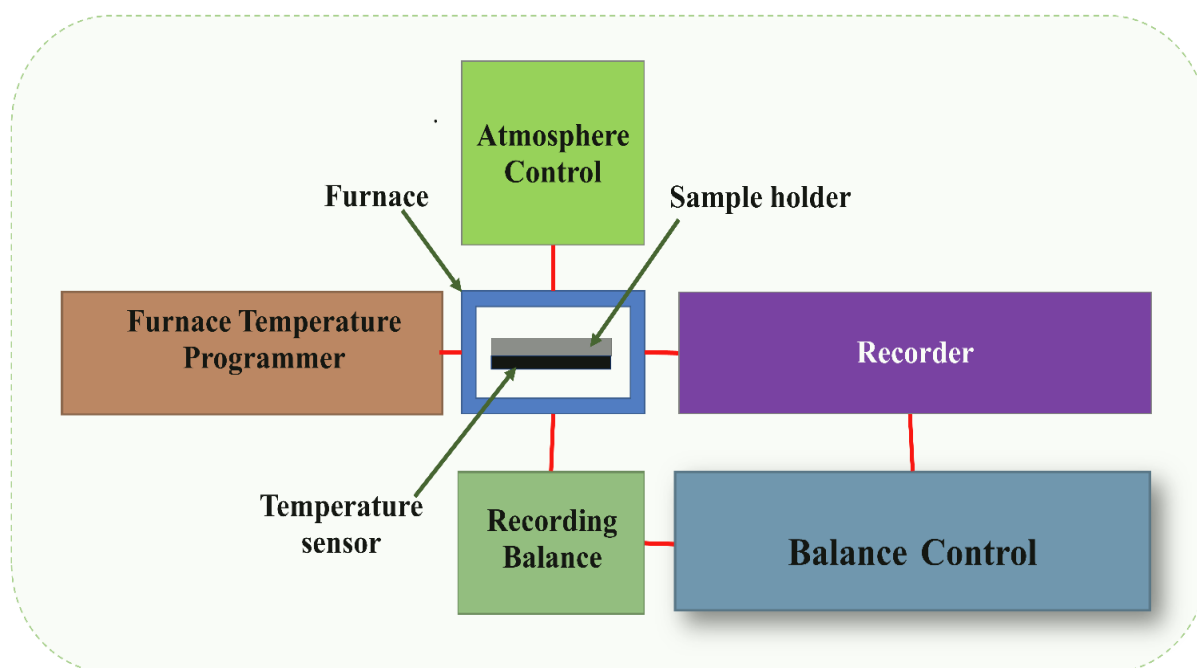 Atmosphere
Control
Furnace
Sample holder
Furnace Temperature
Programmer
Recorder
Temperature
sensor
Recording
Balance
Balance Control